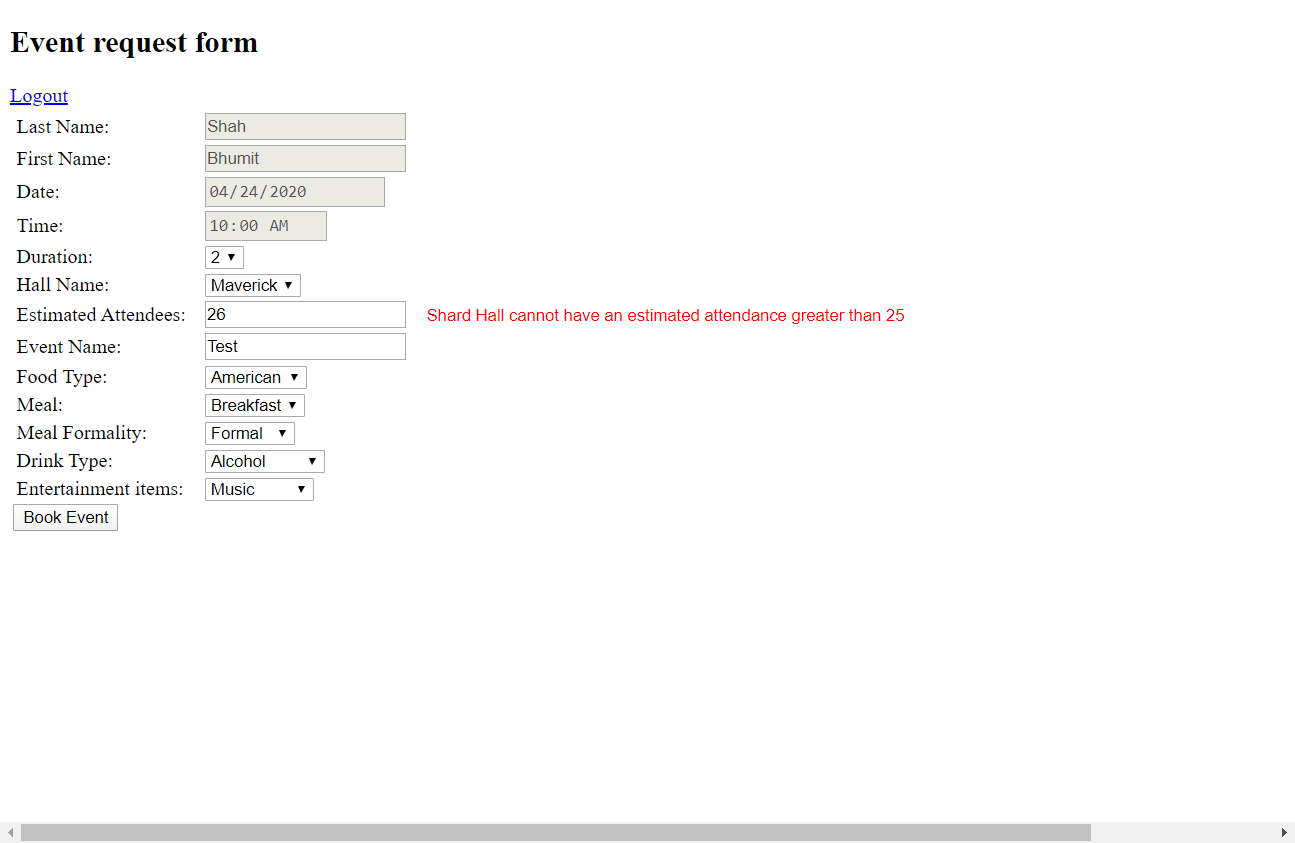 Event request form
Logout
Last Name: Shah
First Name: Bhumit
Date: 04/24/2020
Time: 10:00 AM
Duration: 2
Hall Name: Maverick
Estimated Attendees: 26 Shard Hall cannot have an estimated attendance greater than 25
Event Name: Test
Food Type: American
Meal: Breakfast
Meal Formality: Formal
Drink Type: Alcohol
Entertainment items: Music
Book Event